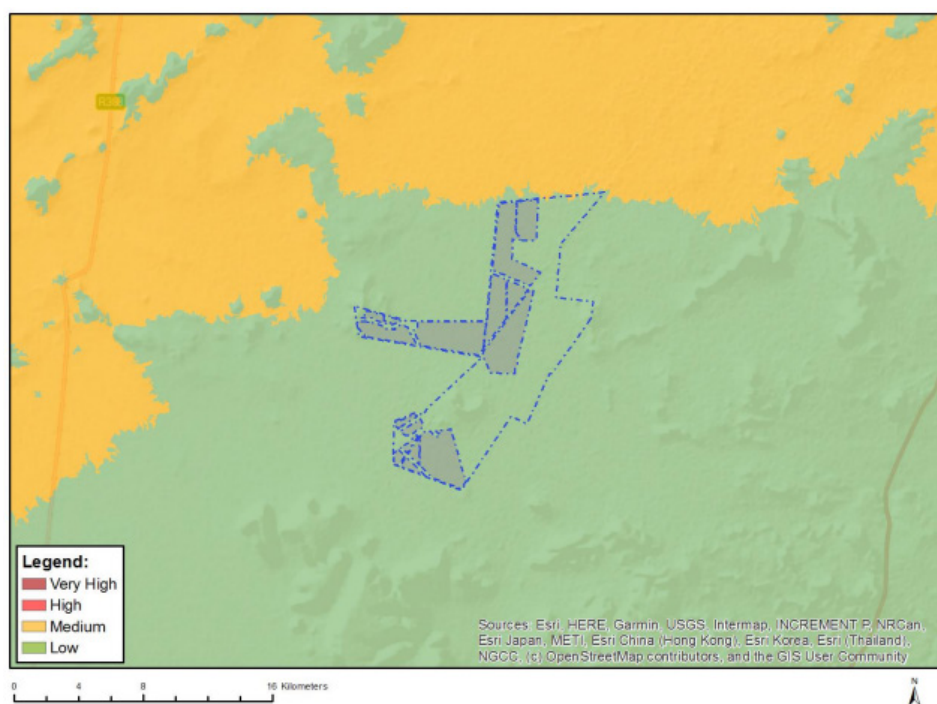 Legend:
Very High
High
Medium
Low
Sources: Esri, HERE, Garmin, USGS, Intermap, INCREMENT P, NRCan,
Esri Japan, METI, Esri China (Hong Kong), Esri Korea, Esri (Thailand),
NGCC, (c) OpenStreetMap contributors, and the GIS User Community
0 4 8 16 Kilometers
N